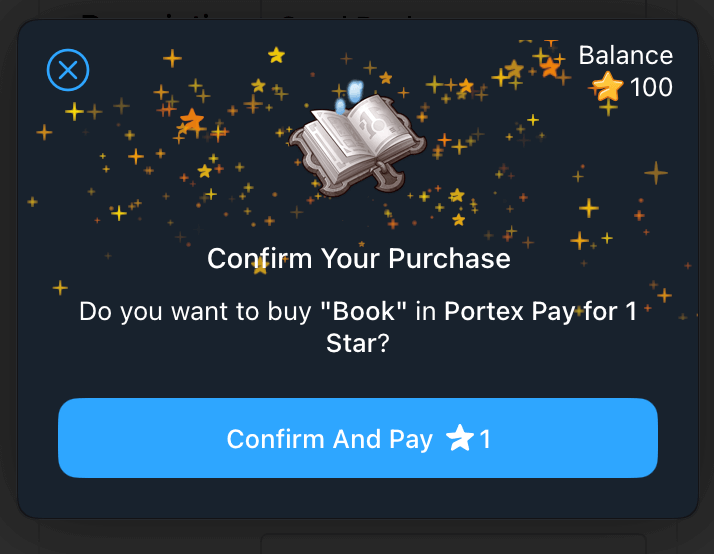 Balance
100
Confirm Your Purchase
Do you want to buy "Book" in Portex Pay for 1
Star?
Confirm And Pay 1